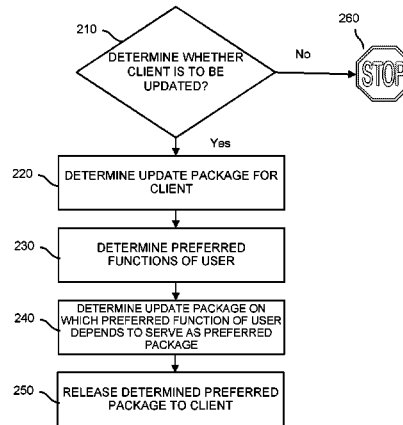 210
260
DETERMINE WHETHER
CLIENT IS TO BE
UPDATED?
No
STOP
Yes
220
DETERMINE UPDATE PACKAGE FOR
CLIENT
230
DETERMINE PREFERRED
FUNCTIONS OF USER
240
DETERMINE UPDATE PACKAGE ON
WHICH PREFERRED FUNCTION OF USER
DEPENDS TO SERVE AS PREFERRED
PACKAGE
250
RELEASE DETERMINED PREFERRED
PACKAGE TO CLIENT